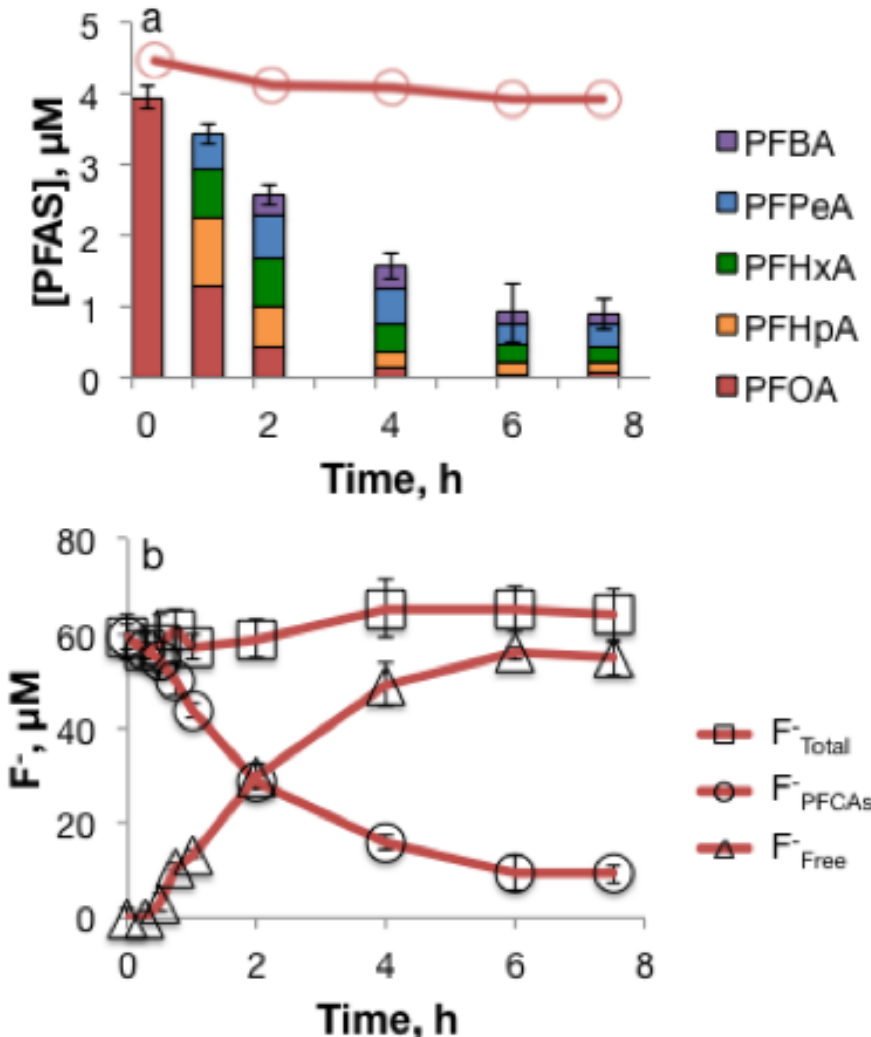 a
5
4
3
2
1
0
[PFAS], µM
0 2 4 6 8
Time, h
PFBA
PFPeA
PFHxA
PFHpA
PFOA
b
80
60
40
20
0
F-, µM
0 2 4 6 8
Time, h
F-Total
F-PFCAs
F-Free